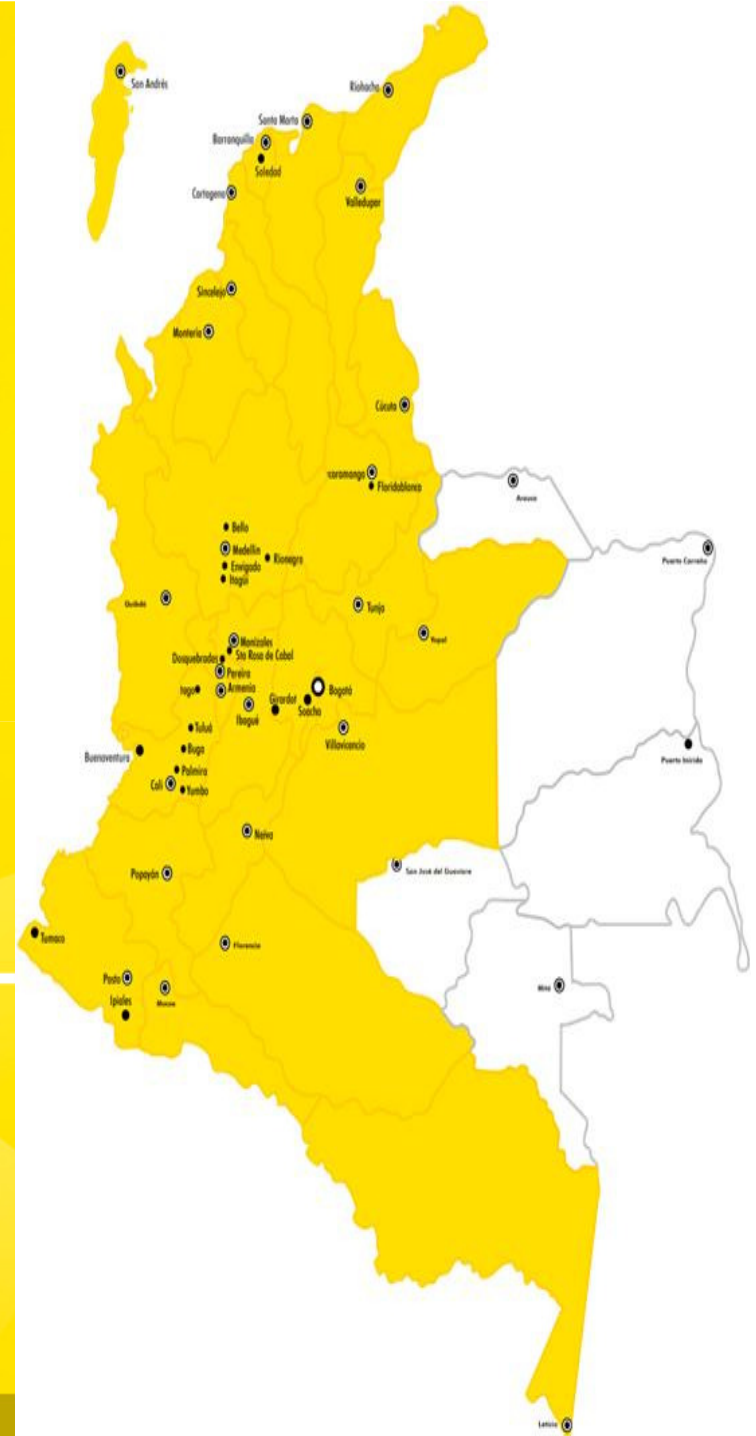 San Andrés
Riohacha
Santa Marta
Barranquilla
Soledad
Cartagena
Valledupar
Sincelejo
Montería
Cúcuta
caramanga
Floridablanca
Arauca
Bello
Medellín
Rionegro
Envigado
Itagüí
Puerto Carreño
Quibdó
Tunja
Yopal
Manizales
Sta Rosa de Cabal
Dosquebradas
Pereira
tago
Armenia
Bogotá
Girardot
Soacha
Ibagué
Tuluá
Villavicencio
Buga
Buenaventura
Puerto Inírida
Palmira
Cali
Yumbo
Neiva
Popayán
San José del Guaviare
Tumaco
Florencia
Pasto
Mocoa
Mitú
Ipiales
Leticia